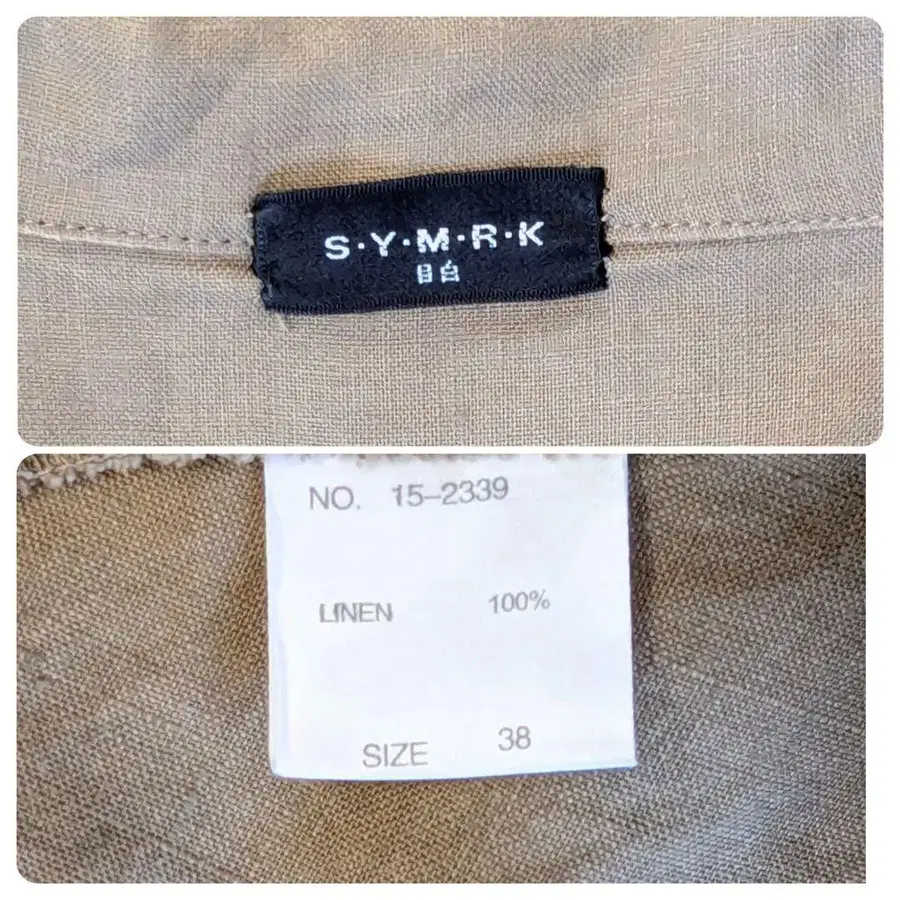 S·Y·M·R·K
目白
NO. 15-2339
LINEN 100%
SIZE 38